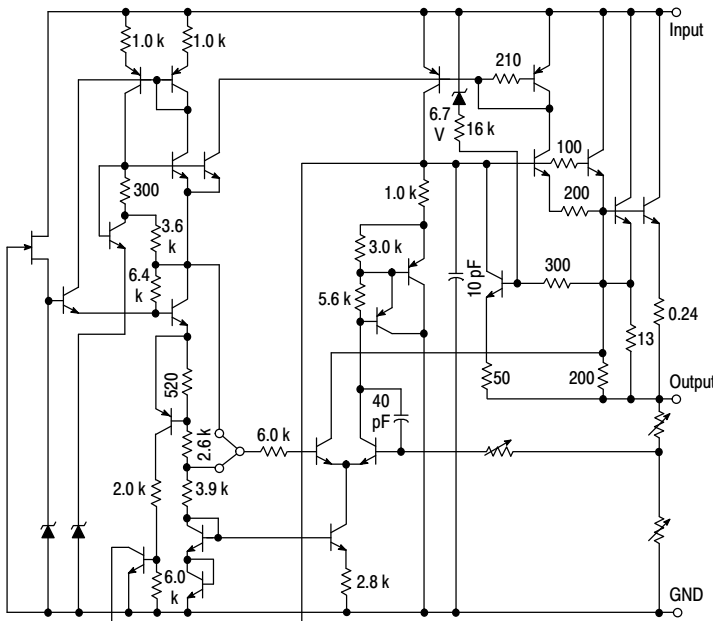 Input
1.0 k
1.0 k
210
6.7
V
16 k
100
300
1.0 k
200
3.6
k
3.0 k
6.4
k
10 pF
300
5.6 k
0.24
13
520
50
200
Output
40
pF
2.6 k
6.0 k
2.0 k
3.9 k
6.0
k
2.8 k
GND